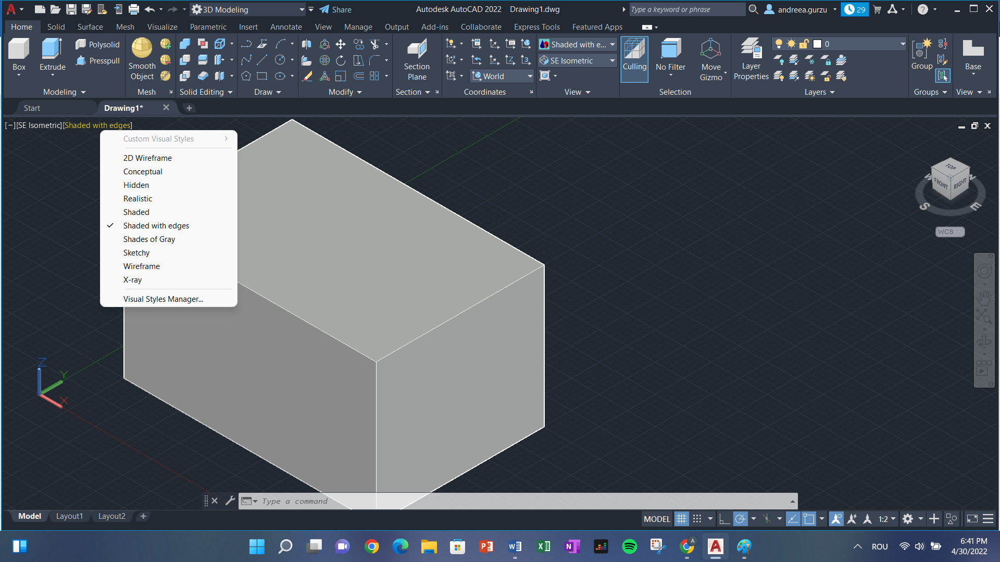 3D Modeling
Share
Autodesk AutoCAD 2022 Drawing1.dwg
Type a keyword or phrase
andreea.gurzu
29
Home Solid Surface Mesh Visualize Parametric Insert Annotate View Manage Output Add-ins Collaborate Express Tools Featured Apps
Box
Extrude
Polysolid
Presspull
Modeling
Smooth
Object
Mesh
Solid Editing
Draw
Modify
Section
Plane
Section
World
Coordinates
Shaded with e...
SE Isometric
View
Culling
No Filter
Move
Gizmo
Selection
Layer
Properties
0
Layers
Group
Groups
Base
View
Start
Drawing1*
[−][SE Isometric][Shaded with edges]
Custom Visual Styles
2D Wireframe
Conceptual
Hidden
Realistic
Shaded
Shaded with edges
Shades of Gray
Sketchy
Wireframe
X-ray
Visual Styles Manager...
TOP
FRONT
RIGHT
W
N
S
E
WCS
Z
Y
X
Type a command
Model Layout1 Layout2
MODEL
1:2
ROU
6:41 PM
4/30/2022